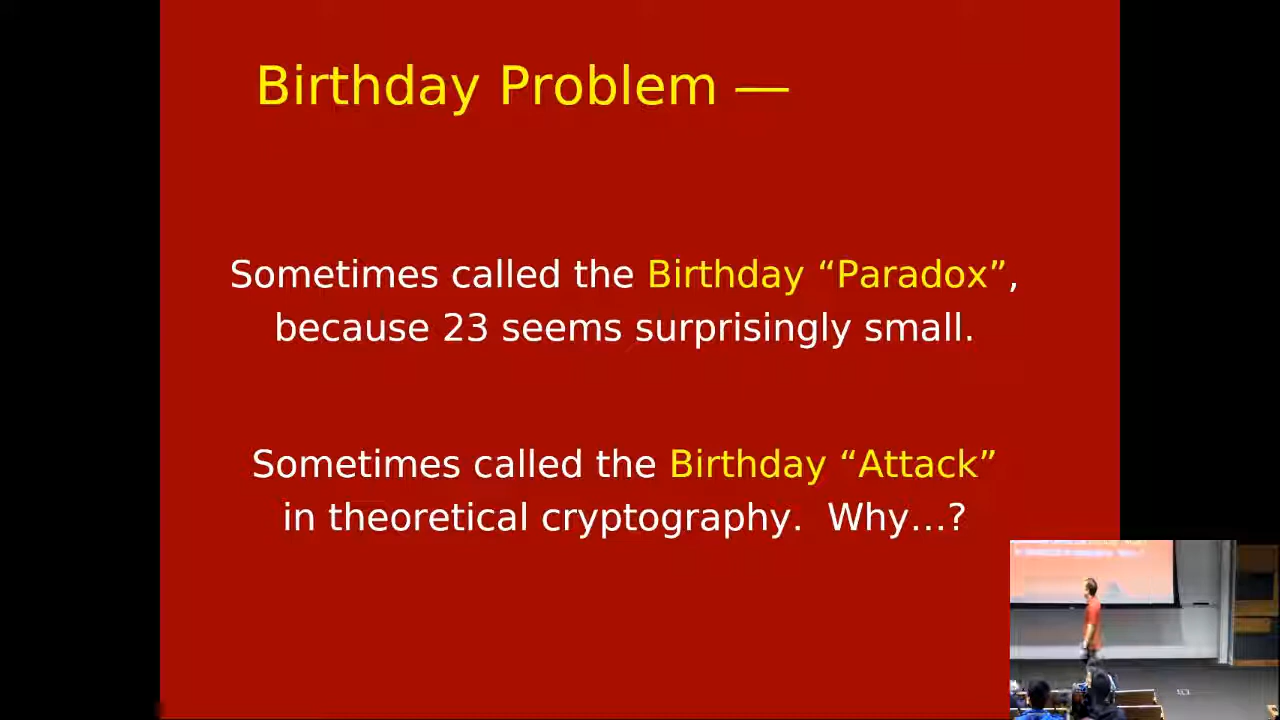 Birthday Problem —
Sometimes called the Birthday “Paradox”,
because 23 seems surprisingly small.
Sometimes called the Birthday “Attack”
in theoretical cryptography.  Why…?